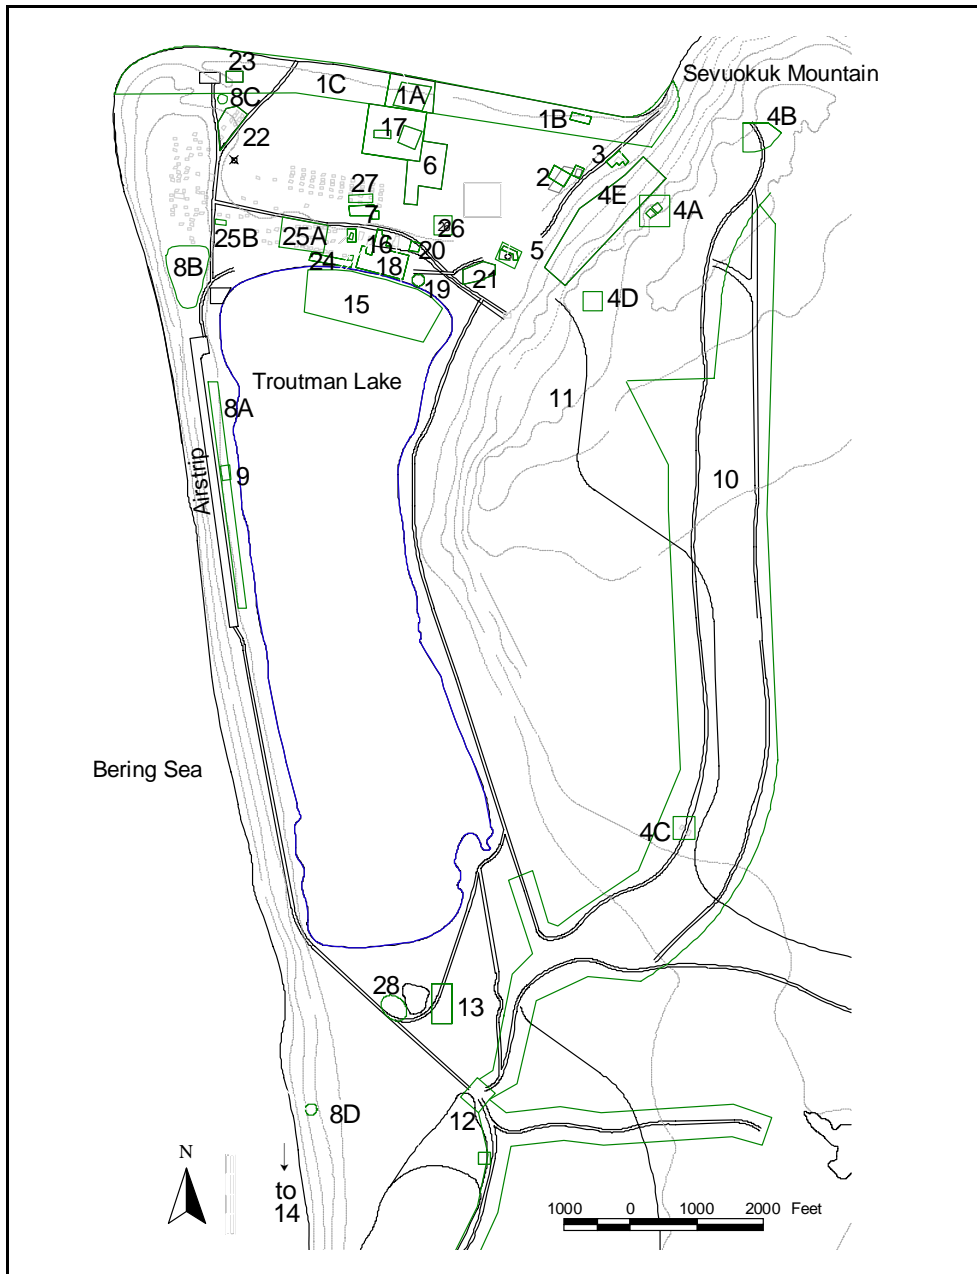 23
Sevuokuk Mountain
1C
1A
8C
4B
1B
17
22
3
6
2
4E
27
4A
7
26
25B
25A
16
20
5
24
18
8B
21
19
4D
15
Troutman Lake
11
8A
Airstrip
9
10
Bering Sea
4C
28
13
8D
12
N
to
14
1000 0 1000 2000 Feet